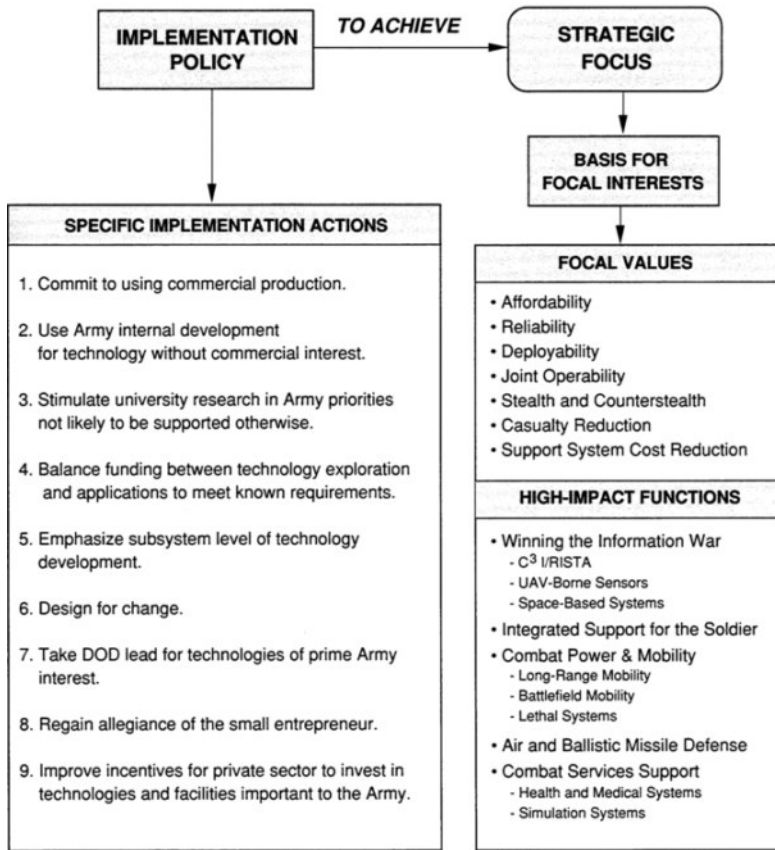 IMPLEMENTATION
POLICY
TO ACHIEVE
STRATEGIC
FOCUS
BASIS FOR
FOCAL INTERESTS
SPECIFIC IMPLEMENTATION ACTIONS
1. Commit to using commercial production.
2. Use Army internal development
for technology without commercial interest.
3. Stimulate university research in Army priorities
not likely to be supported otherwise.
4. Balance funding between technology exploration
and applications to meet known requirements.
5. Emphasize subsystem level of technology
development.
6. Design for change.
7. Take DOD lead for technologies of prime Army
interest.
8. Regain allegiance of the small entrepreneur.
9. Improve incentives for private sector to invest in
technologies and facilities important to the Army.
FOCAL VALUES
• Affordability
• Reliability
• Deployability
• Joint Operability
• Stealth and Counterstealth
• Casualty Reduction
• Support System Cost Reduction
HIGH-IMPACT FUNCTIONS
• Winning the Information War
- C³ I/RISTA
- UAV-Borne Sensors
- Space-Based Systems
• Integrated Support for the Soldier
• Combat Power & Mobility
- Long-Range Mobility
- Battlefield Mobility
- Lethal Systems
• Air and Ballistic Missile Defense
• Combat Services Support
- Health and Medical Systems
- Simulation Systems